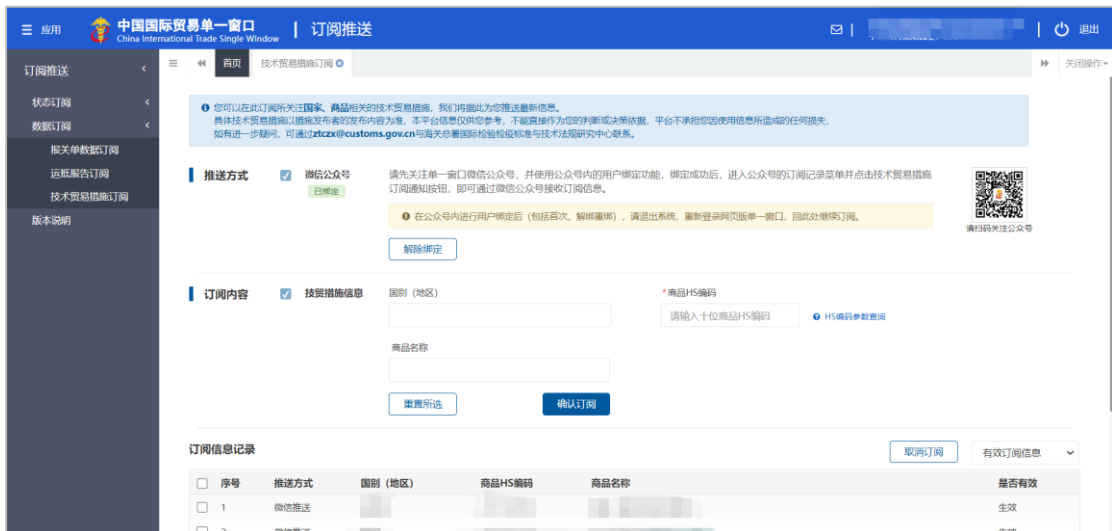 应用
中国国际贸易单一窗口
China International Trade Single Window
订阅推送
退出
订阅推送
首页
技术贸易措施订阅
关闭操作
状态订阅
数据订阅
报关单数据订阅
运抵报告订阅
技术贸易措施订阅
版本说明
您可以在此订阅所关注国家、商品相关的技术贸易措施，我们将据此为您推送最新信息。
具体技术贸易措施以措施发布者的发布内容为准，本平台信息仅供您参考，不能直接作为您的判断或决策依据，平台不承担您因使用信息所造成的任何损失。
如有进一步疑问，可通过ztczx@customs.gov.cn与海关总署国际检验检疫标准与技术法规研究中心联系。
推送方式
微信公众号
已绑定
请先关注单一窗口微信公众号，并使用公众号内的用户绑定功能，绑定成功后，进入公众号的订阅记录菜单并点击技术贸易措施
订阅通知按钮，即可通过微信公众号接收订阅信息。
在公众号内进行用户绑定后（包括首次、解绑重绑），请退出系统，重新登录网页版单一窗口，回此处继续订阅。
请扫码关注公众号
解除绑定
订阅内容
技贸措施信息
国别（地区）
*商品HS编码
请输入十位商品HS编码
HS编码参数查阅
商品名称
重置所选
确认订阅
订阅信息记录
取消订阅
有效订阅信息
序号 推送方式 国别（地区） 商品HS编码 商品名称 是否有效
1 微信推送 生效